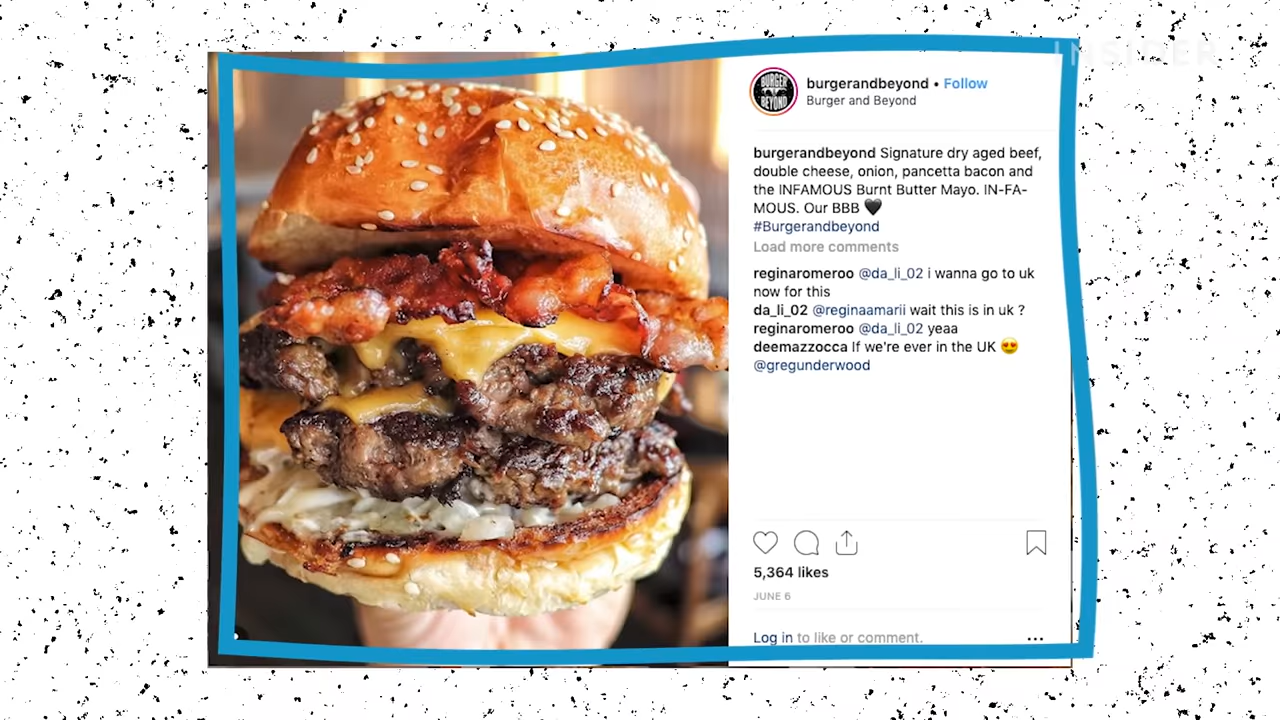 INSIDER
BURGER
BEYOND
burgerandbeyond • Follow
Burger and Beyond
burgerandbeyond Signature dry aged beef,
double cheese, onion, pancetta bacon and
the INFAMOUS Burnt Butter Mayo. IN-FA-
MOUS. Our BBB 🖤
#Burgerandbeyond
Load more comments
reginaromeroo @da_li_02 i wanna go to uk
now for this
da_li_02 @reginaamarii wait this is in uk ?
reginaromeroo @da_li_02 yeaa
deemazzocca If we're ever in the UK 😍
@gregunderwood
5,364 likes
JUNE 6
Log in to like or comment.